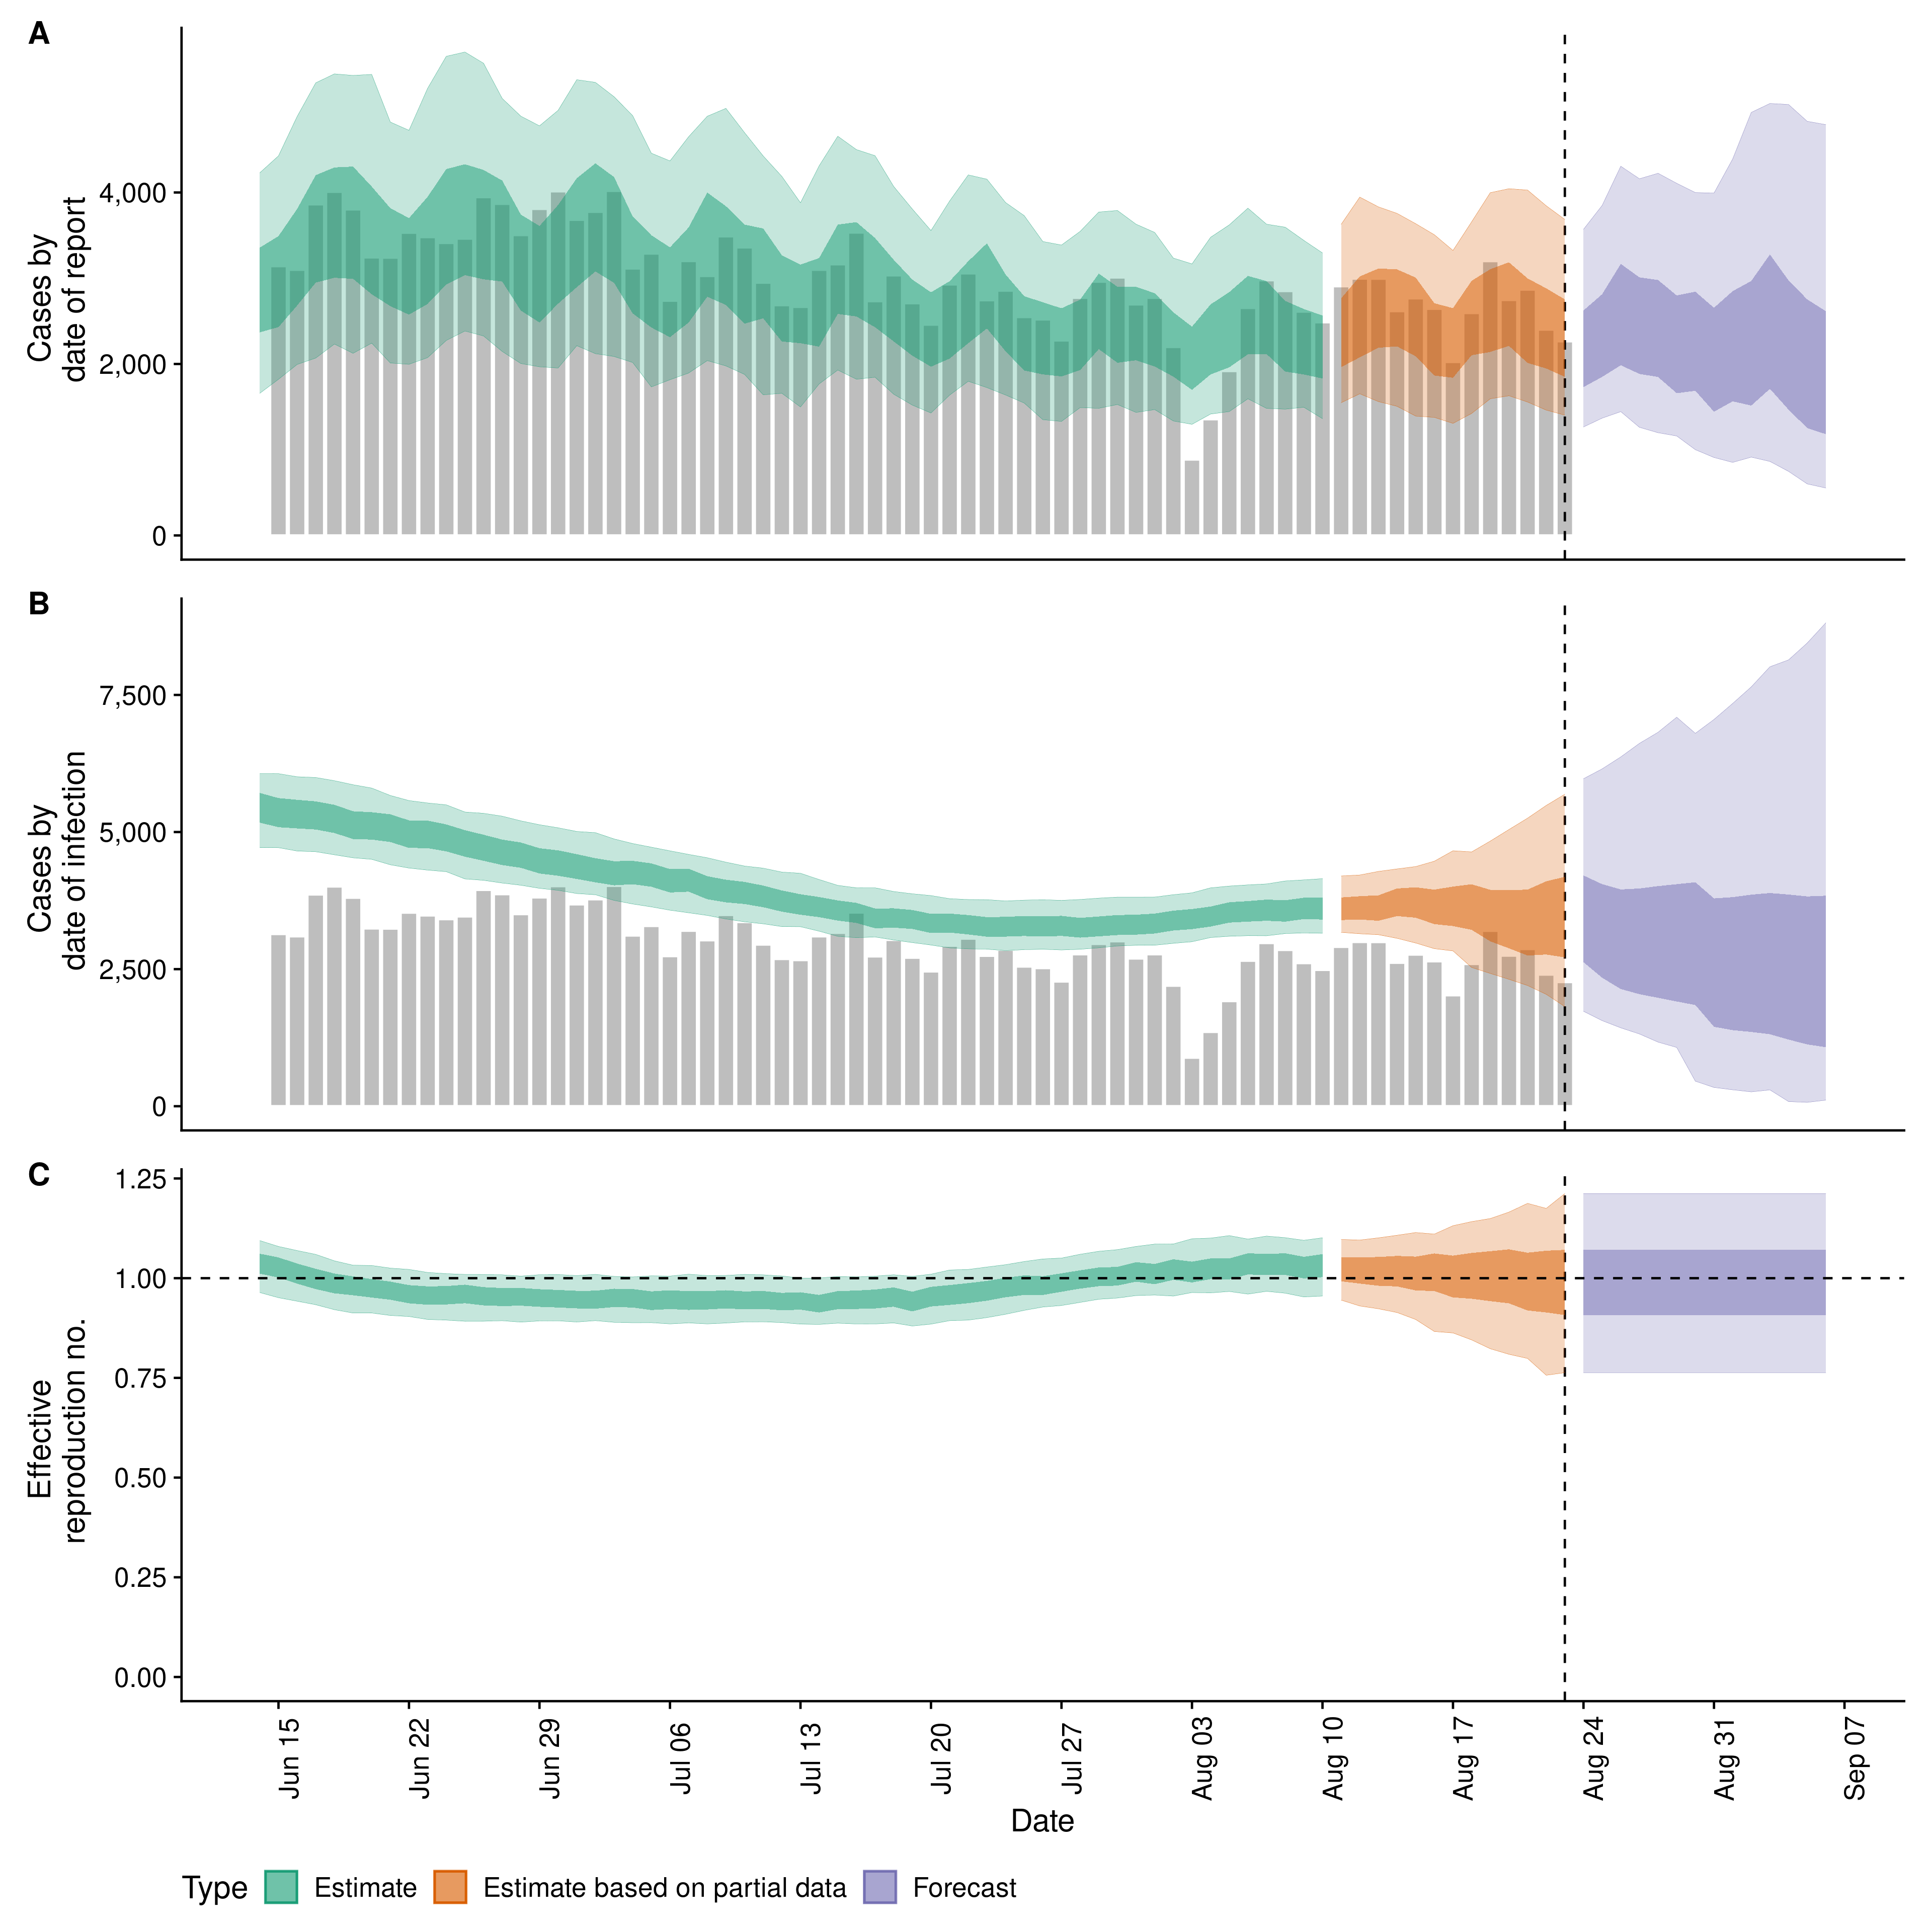 A
Cases by
date of report
4,000
2,000
0
B
Cases by
date of infection
7,500
5,000
2,500
0
C
Effective
reproduction no.
1.25
1.00
0.75
0.50
0.25
0.00
Jun 15
Jun 22
Jun 29
Jul 06
Jul 13
Jul 20
Jul 27
Aug 03
Aug 10
Aug 17
Aug 24
Aug 31
Sep 07
Date
Type Estimate Estimate based on partial data Forecast